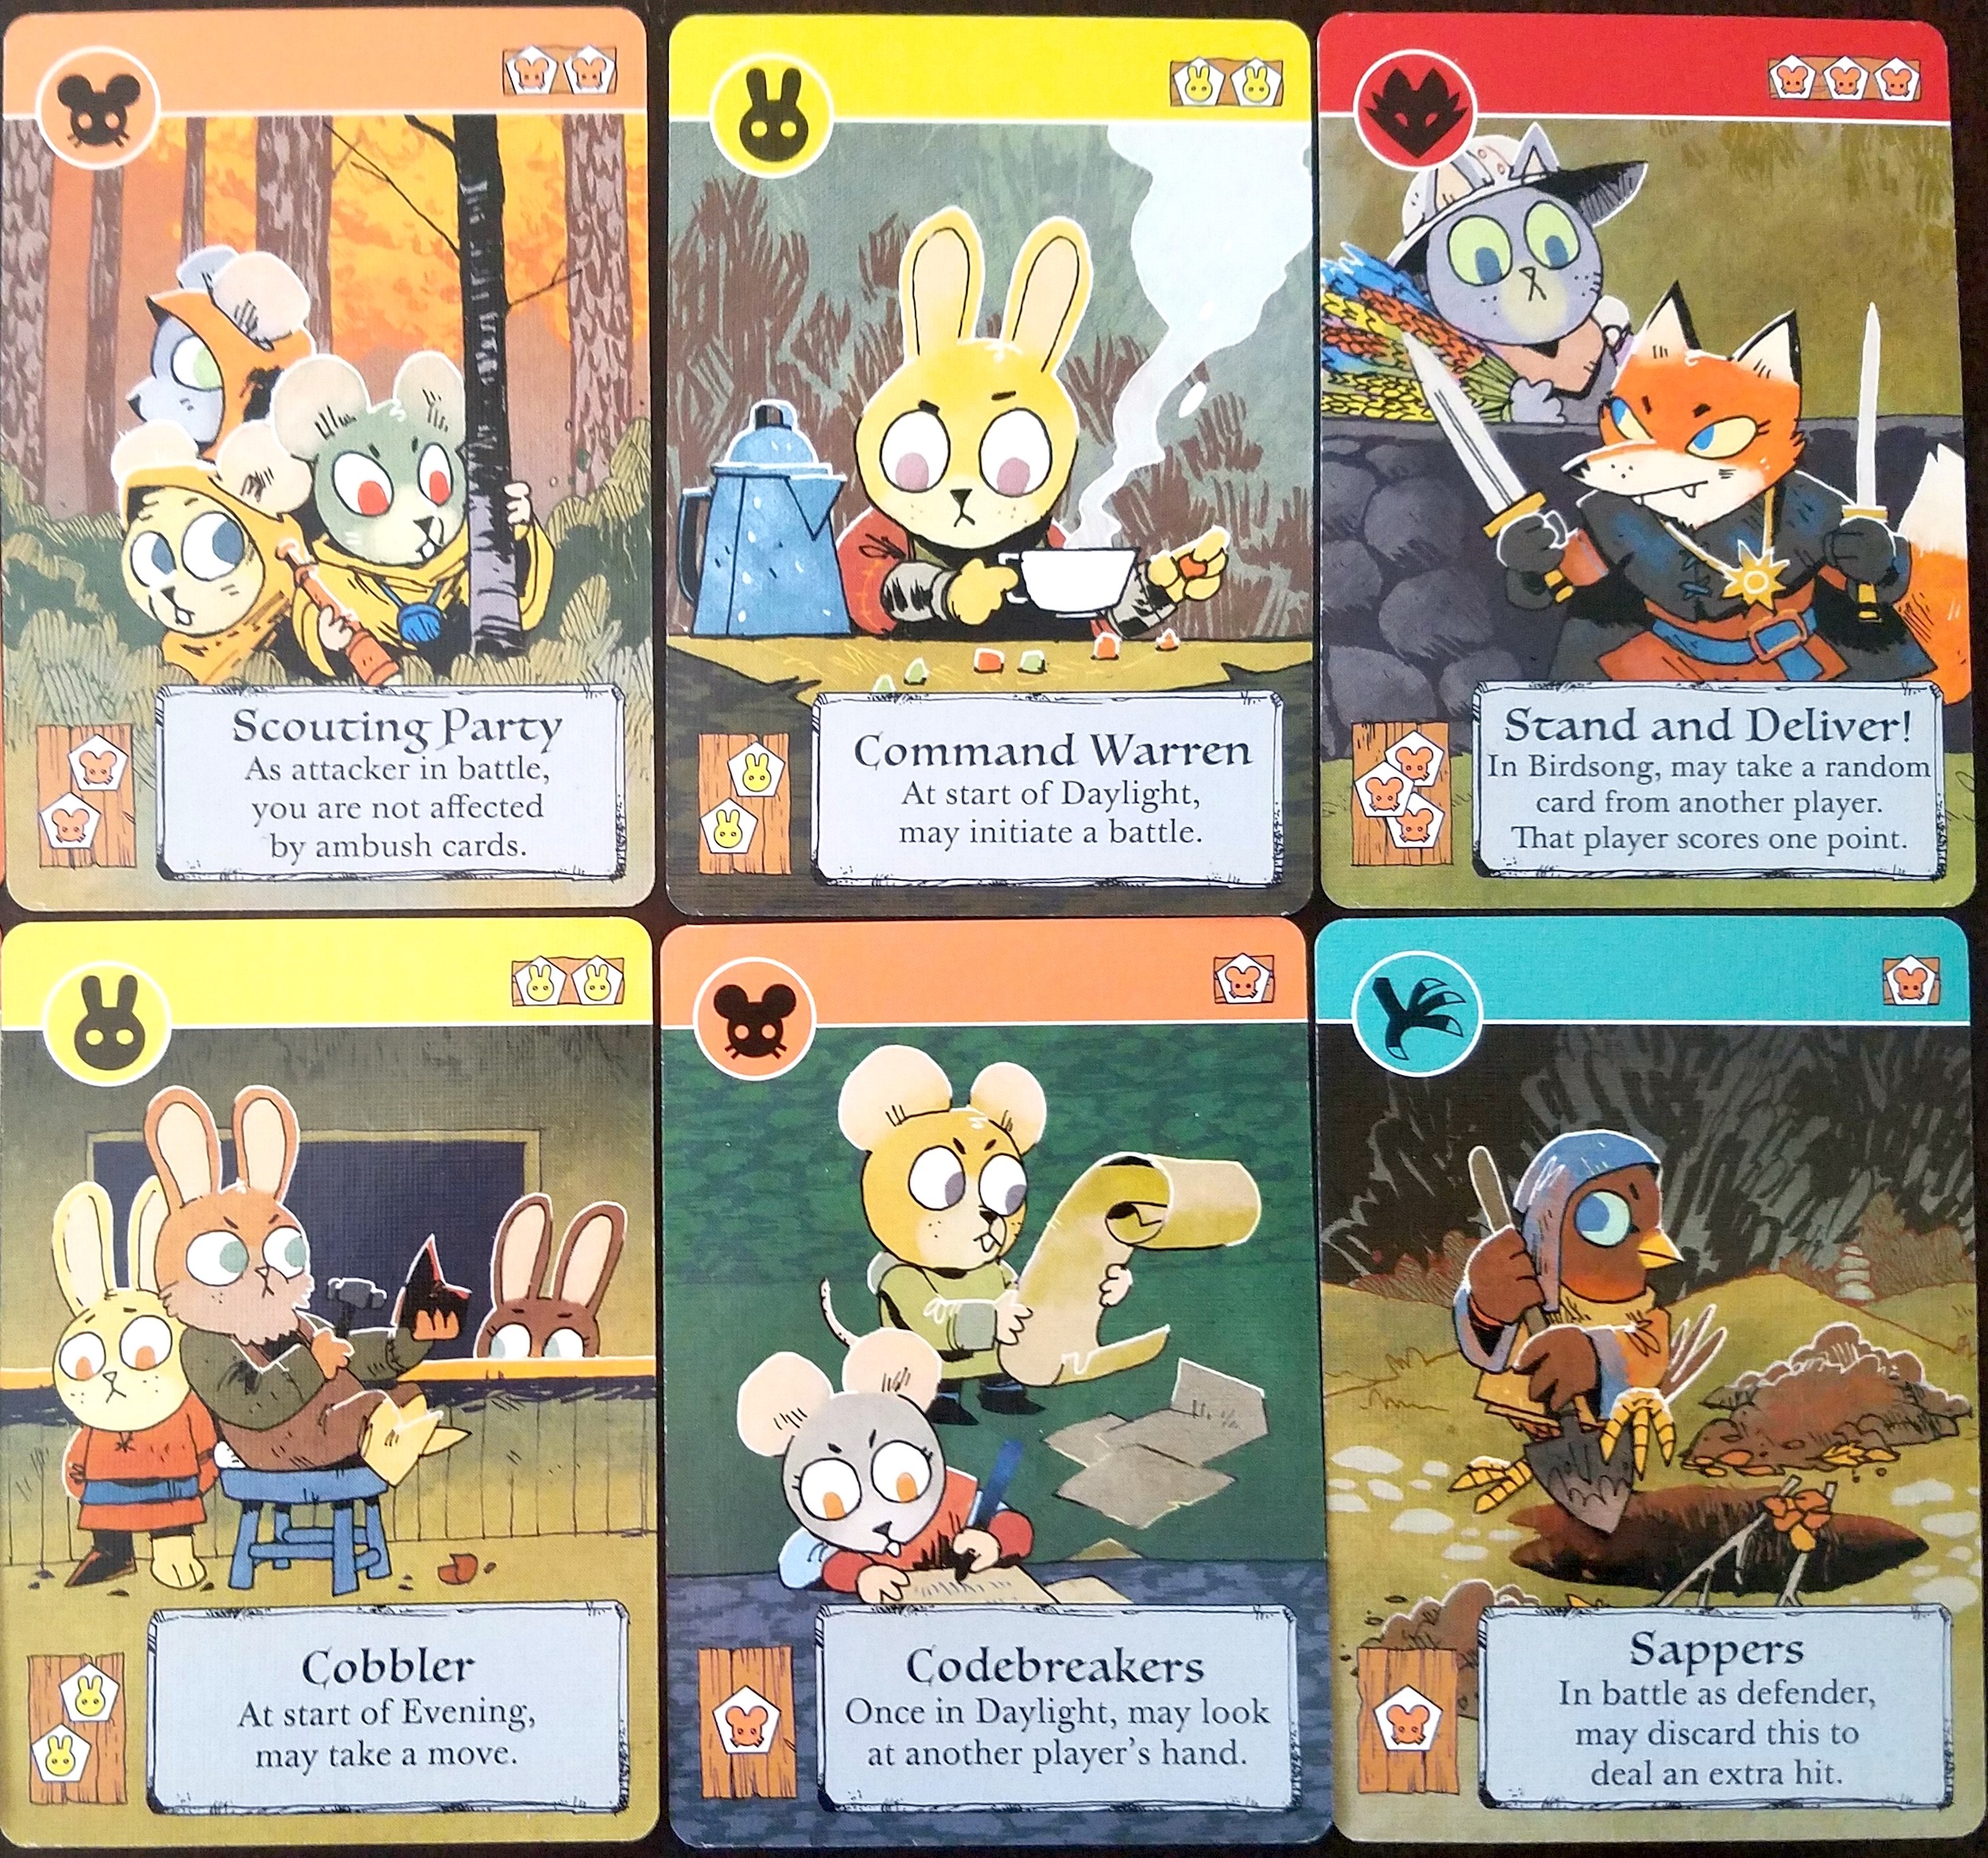 Scouting Party
As attacker in battle,
you are not affected
by ambush cards.
Command Warren
At start of Daylight,
may initiate a battle.
Stand and Deliver!
In Birdsong, may take a random
card from another player.
That player scores one point.
Cobbler
At start of Evening,
may take a move.
Codebreakers
Once in Daylight, may look
at another player's hand.
Sappers
In battle as defender,
may discard this to
deal an extra hit.